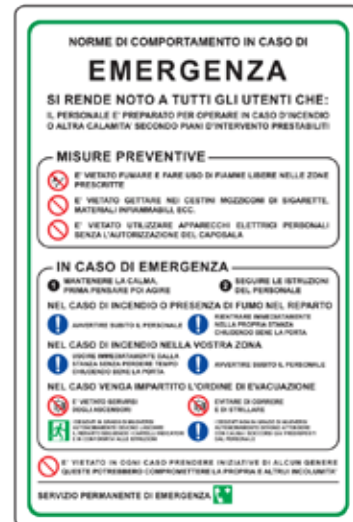 NORME DI COMPORTAMENTO IN CASO DI
EMERGENZA
SI RENDE NOTO A TUTTI GLI UTENTI CHE:
IL PERSONALE E' PREPARATO PER OPERARE IN CASO D'INCENDIO
O ALTRA CALAMITA' SECONDO PIANI D'INTERVENTO PRESTABILITI
MISURE PREVENTIVE
E' VIETATO FUMARE E FARE USO DI FIAMME LIBERE NELLE ZONE
PRESCRITTE
E' VIETATO GETTARE NEI CESTINI MOZZICONI DI SIGARETTE,
MATERIALI INFIAMMABILI, ECC.
E' VIETATO UTILIZZARE APPARECCHI ELETTRICI PERSONALI
SENZA L'AUTORIZZAZIONE DEL CAPOSALA
IN CASO DI EMERGENZA
1 MANTENERE LA CALMA,
PRIMA PENSARE POI AGIRE
2 SEGUIRE LE ISTRUZIONI
DEL PERSONALE
NEL CASO DI INCENDIO O PRESENZA DI FUMO NEL REPARTO
AVVERTIRE SUBITO IL PERSONALE
RIENTRARE IMMEDIATAMENTE
NELLA PROPRIA STANZA
CHIUDENDO BENE LA PORTA
NEL CASO DI INCENDIO NELLA VOSTRA ZONA
USCIRE IMMEDIATAMENTE DALLA
STANZA SENZA PERDERE TEMPO
CHIUDENDO BENE LA PORTA
AVVERTIRE SUBITO IL PERSONALE
NEL CASO VENGA IMPARTITO L'ORDINE DI EVACUAZIONE
E' VIETATO SERVIRSI
DEGLI ASCENSORI
EVITARE DI CORRERE
E DI STRILLARE
E' VIETATO IN OGNI CASO PRENDERE INIZIATIVE DI ALCUN GENERE
QUESTE POTREBBERO COMPROMETTERE LA PROPRIA E ALTRUI INCOLUMITA'
SERVIZIO PERMANENTE DI EMERGENZA